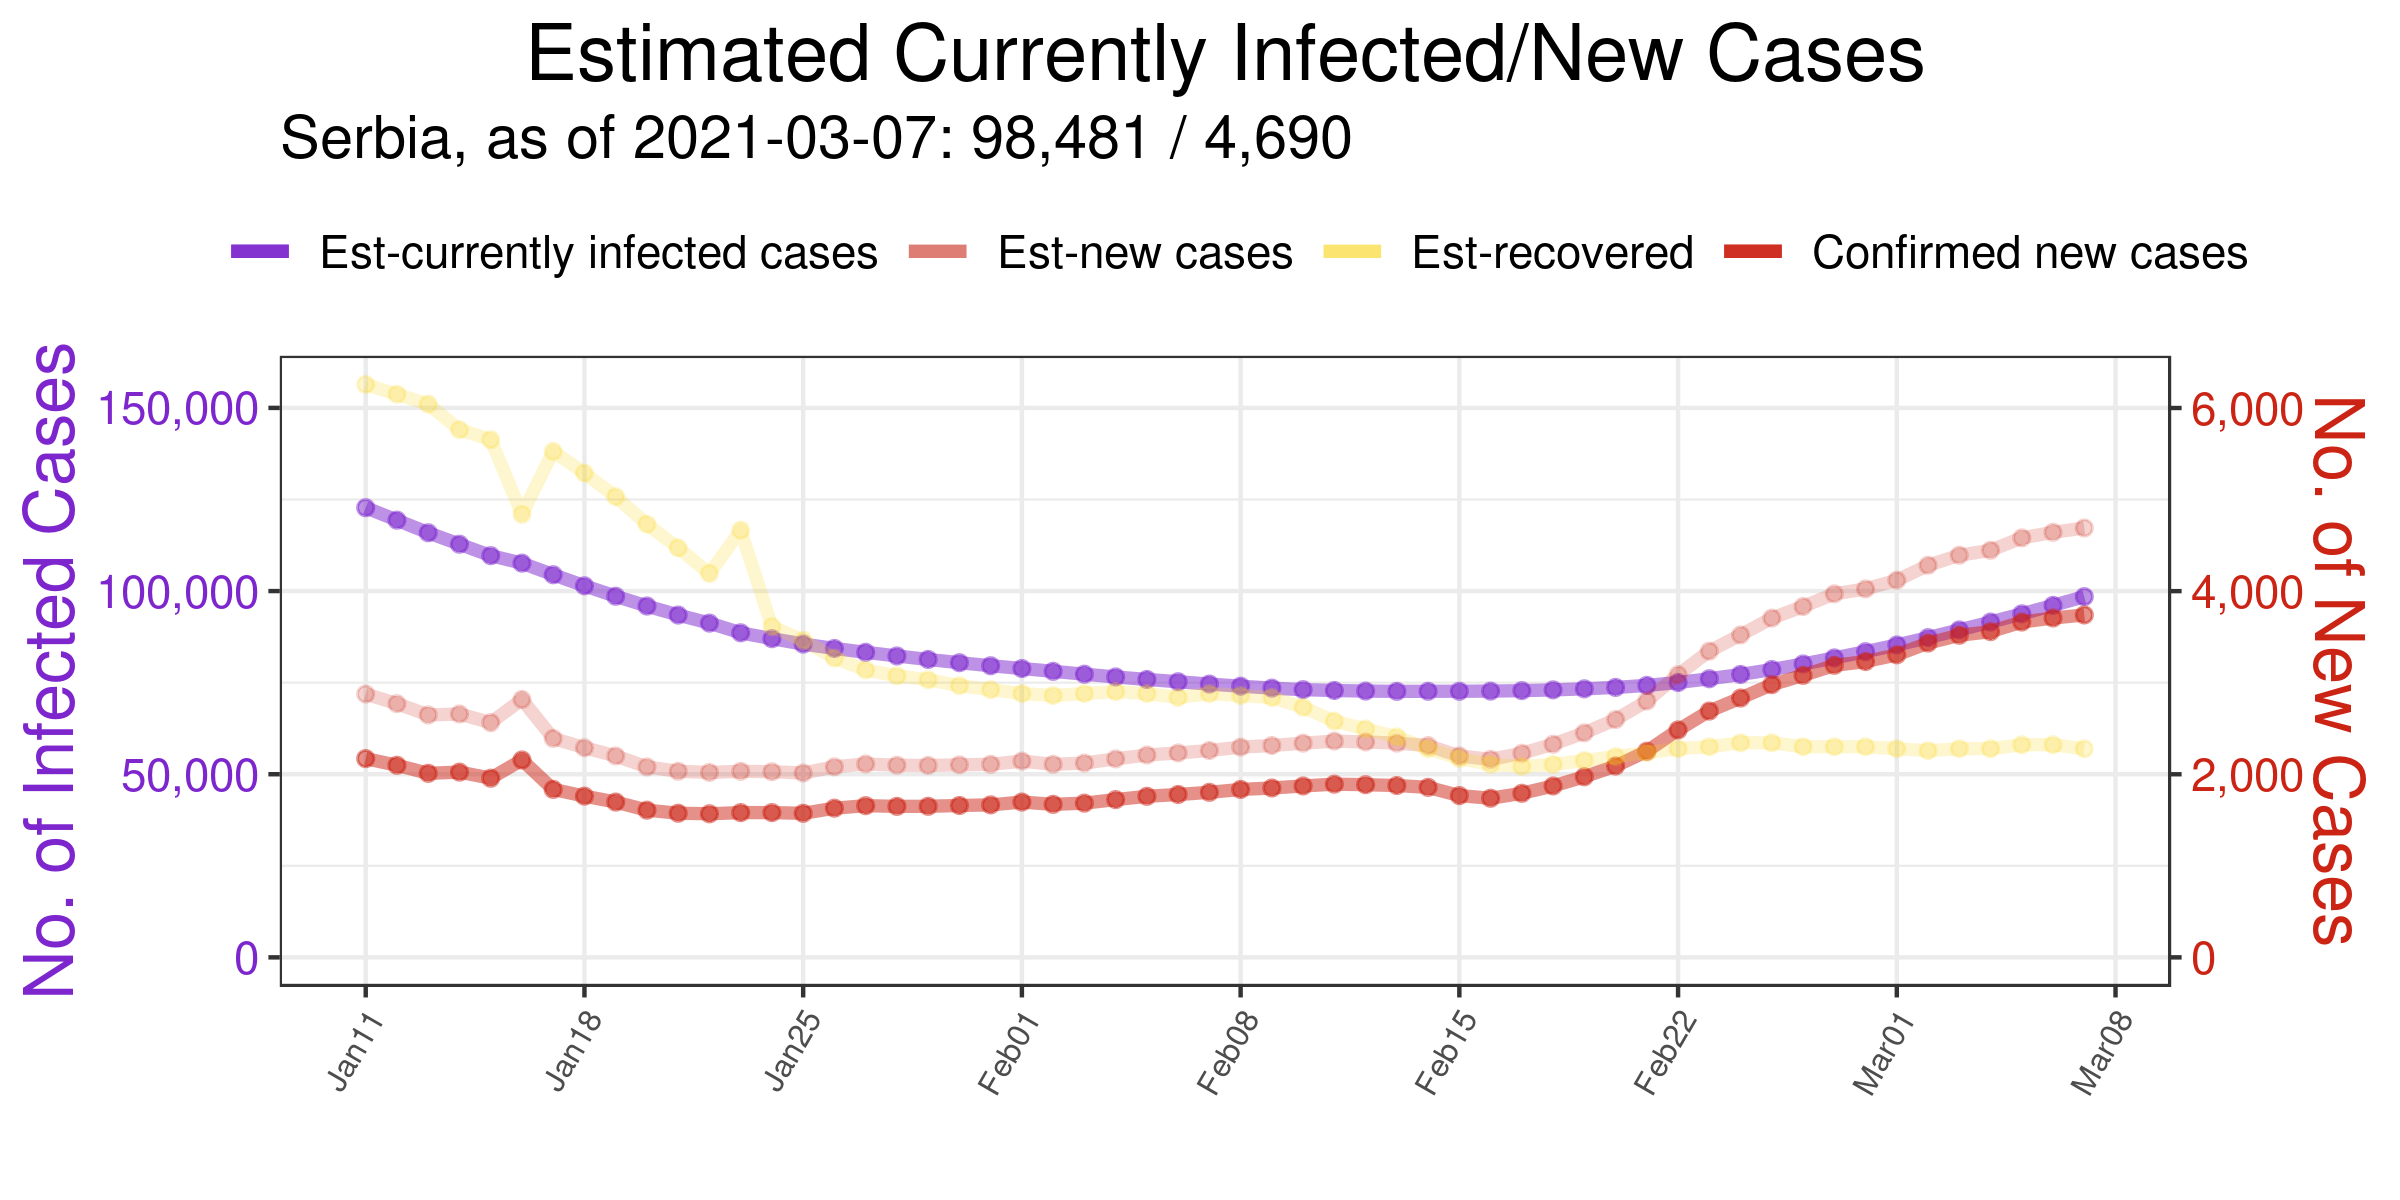 Estimated Currently Infected/New Cases
Serbia, as of 2021-03-07: 98,481 / 4,690
Est-currently infected cases Est-new cases Est-recovered Confirmed new cases
No. of Infected Cases
150,000
100,000
50,000
0
6,000
4,000
2,000
0
No. of New Cases
Jan11 Jan18 Jan25 Feb01 Feb08 Feb15 Feb22 Mar01 Mar08